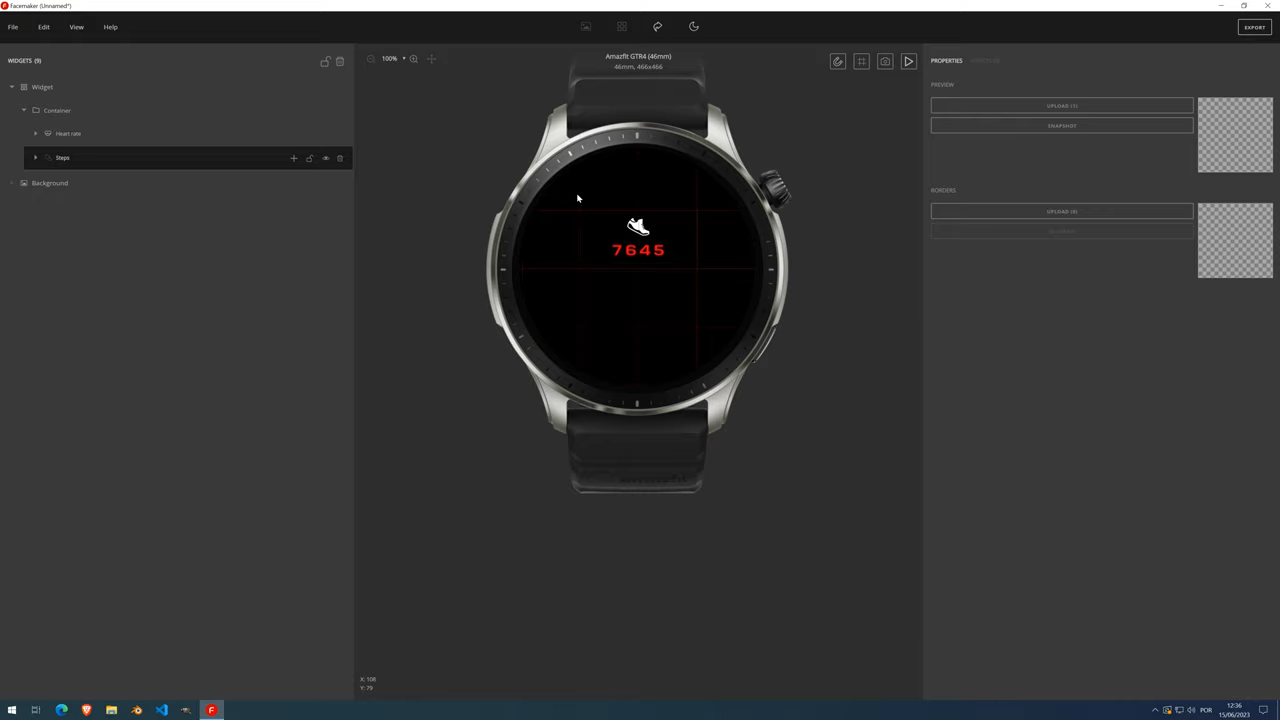 Facemaker (Unnamed*)
File Edit View Help
EXPORT
WIDGETS (9)
Widget
Container
Heart rate
Steps
Background
100%
Amazfit GTR4 (46mm)
46mm, 466x466
7645
X: 108
Y: 79
PROPERTIES
PREVIEW
UPLOAD (1)
SNAPSHOT
BORDERS
UPLOAD (0)
POR
12:36
15/06/2023